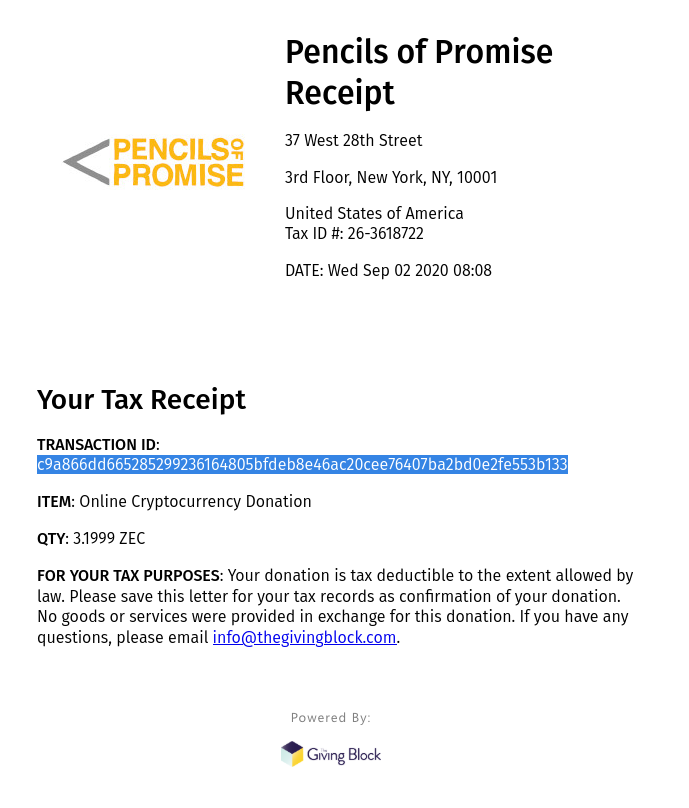 Pencils of Promise
Receipt
PENCILS OF
PROMISE
37 West 28th Street
3rd Floor, New York, NY, 10001
United States of America
Tax ID #: 26-3618722
DATE: Wed Sep 02 2020 08:08
Your Tax Receipt
TRANSACTION ID:
c9a866dd665285299236164805bfdeb8e46ac20cee76407ba2bd0e2fe553b133
ITEM: Online Cryptocurrency Donation
QTY: 3.1999 ZEC
FOR YOUR TAX PURPOSES: Your donation is tax deductible to the extent allowed by
law. Please save this letter for your tax records as confirmation of your donation.
No goods or services were provided in exchange for this donation. If you have any
questions, please email info@thegivingblock.com.
Powered By:
The Giving Block